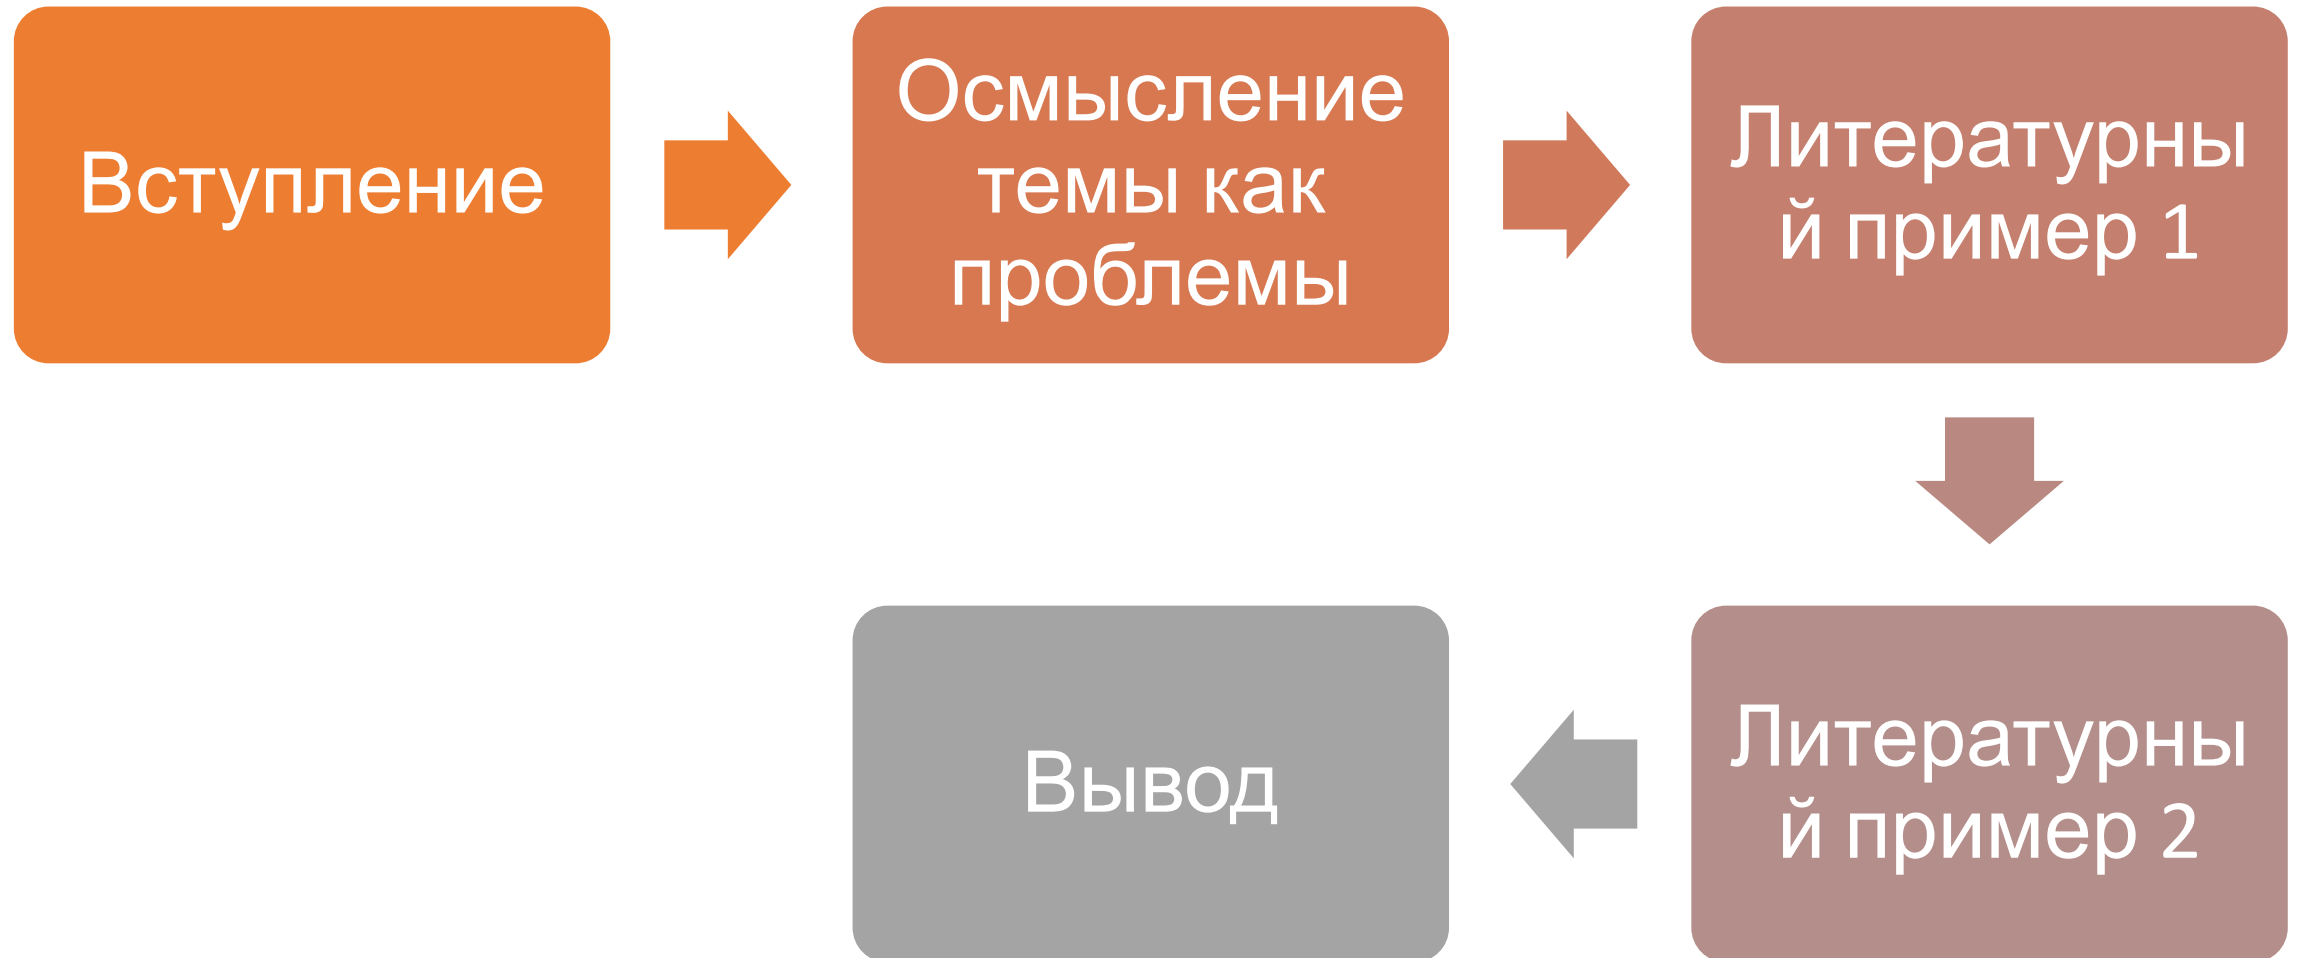 Вступление
Осмысление
темы как
проблемы
Литературны
й пример 1
Литературны
й пример 2
Вывод